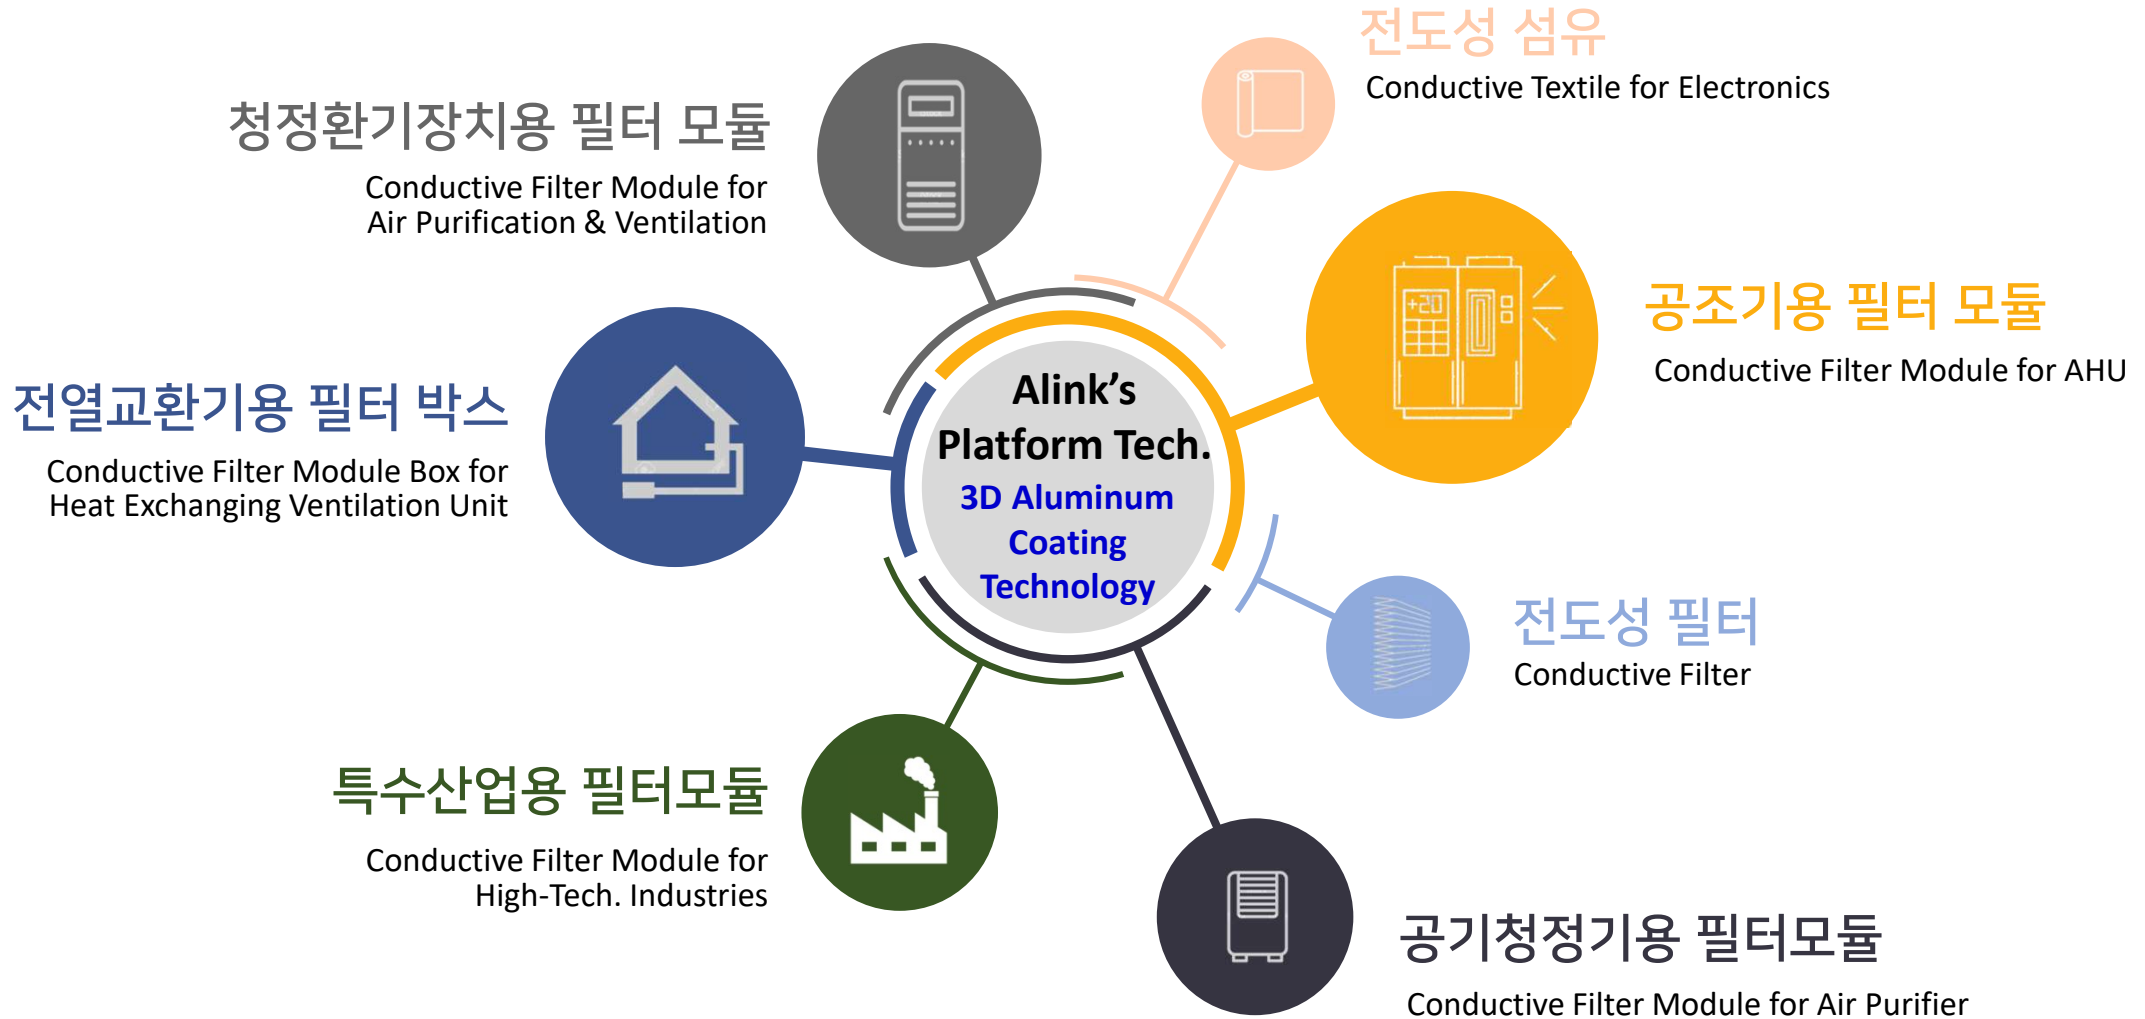 전도성 섬유
Conductive Textile for Electronics
청정환기장치용 필터 모듈
Conductive Filter Module for
Air Purification & Ventilation
공조기용 필터 모듈
Conductive Filter Module for AHU
+20
전열교환기용 필터 박스
Conductive Filter Module Box for
Heat Exchanging Ventilation Unit
Alink’s
Platform Tech.
3D Aluminum
Coating
Technology
전도성 필터
Conductive Filter
특수산업용 필터모듈
Conductive Filter Module for
High-Tech. Industries
공기청정기용 필터모듈
Conductive Filter Module for Air Purifier